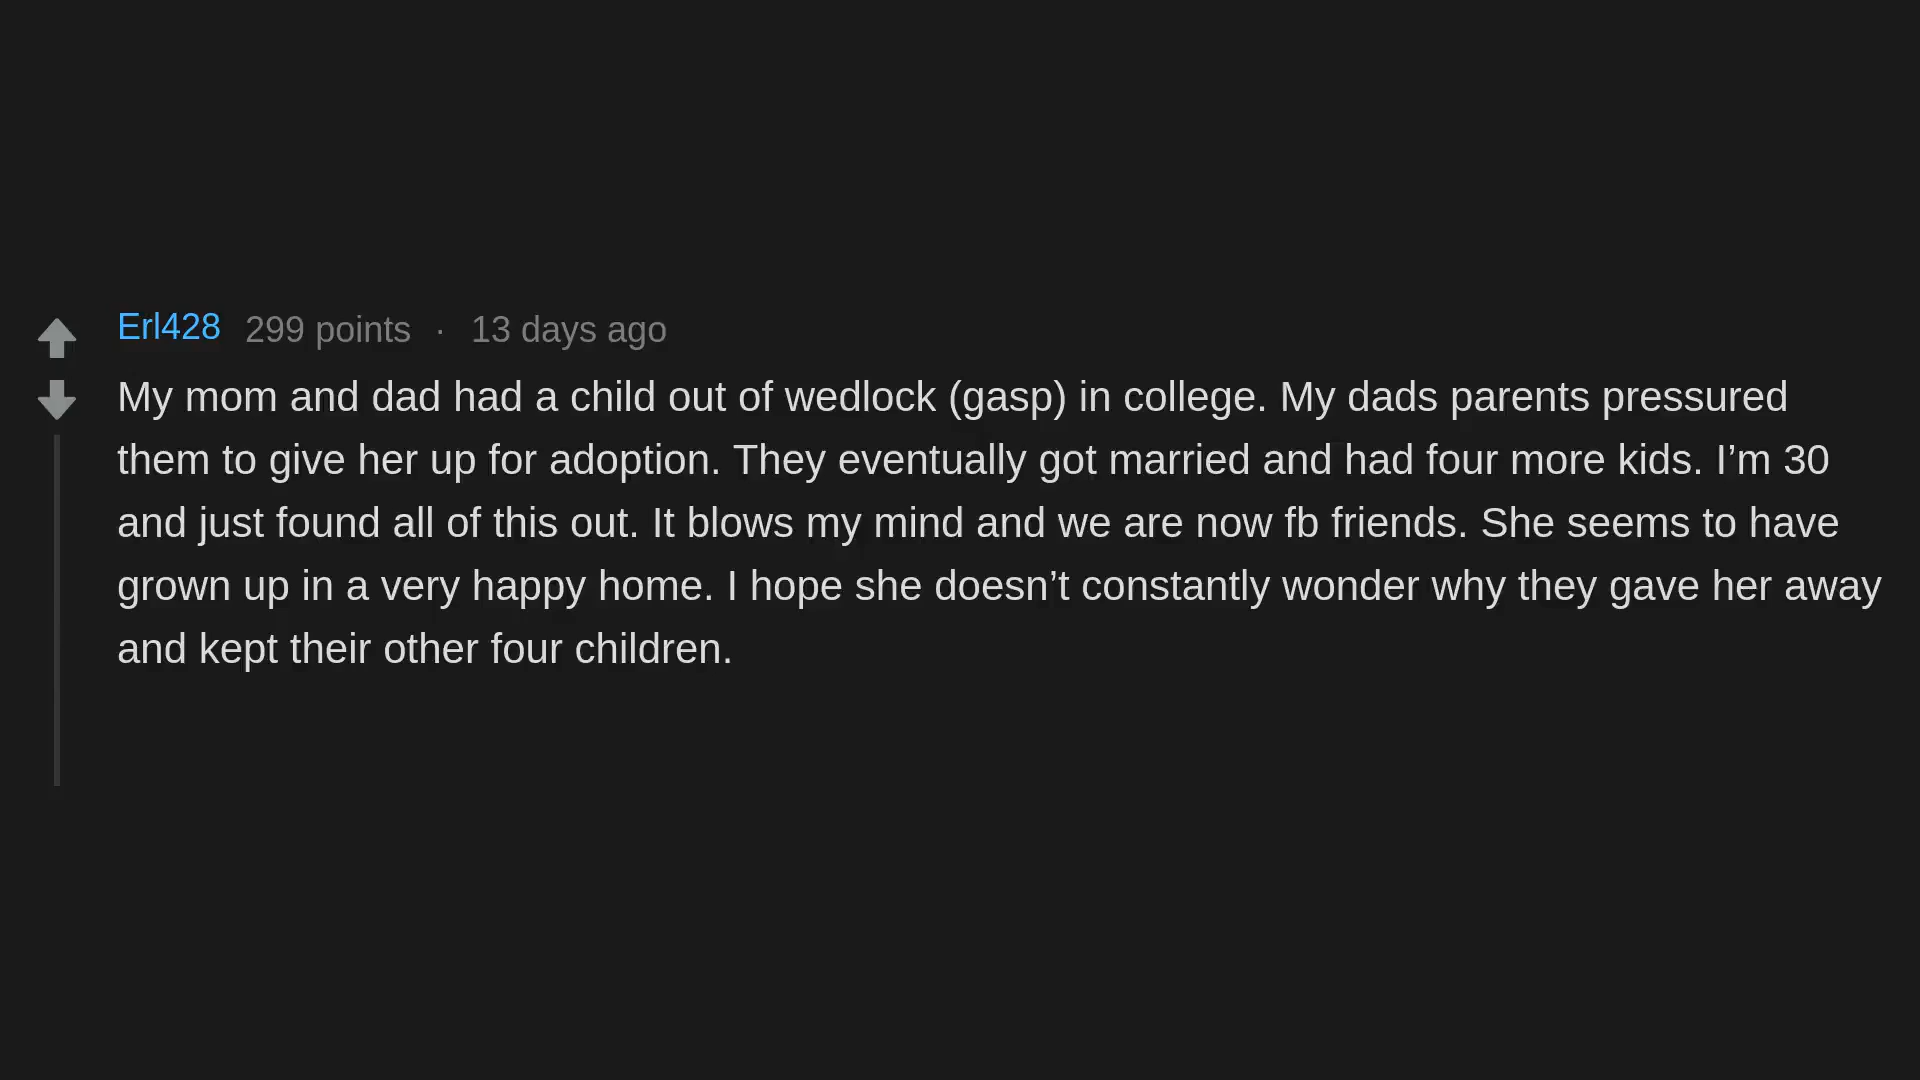 Erl428 299 points · 13 days ago
My mom and dad had a child out of wedlock (gasp) in college. My dads parents pressured
them to give her up for adoption. They eventually got married and had four more kids. I’m 30
and just found all of this out. It blows my mind and we are now fb friends. She seems to have
grown up in a very happy home. I hope she doesn’t constantly wonder why they gave her away
and kept their other four children.